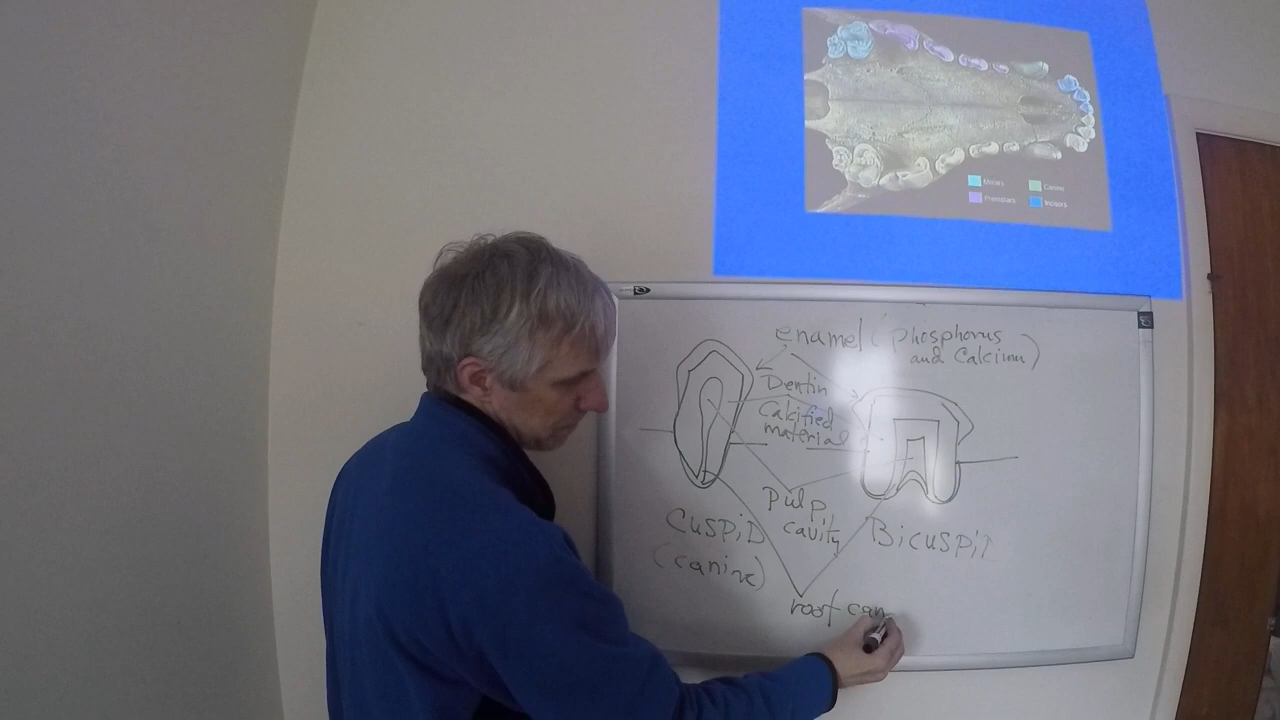 Molars
Canine
Premolars
Incisors
enamel (phosphorus
and Calcium)
Dentin
Calcified
material
Pulp
cavity
CUSPiD
(canine)
Bicuspid
root can